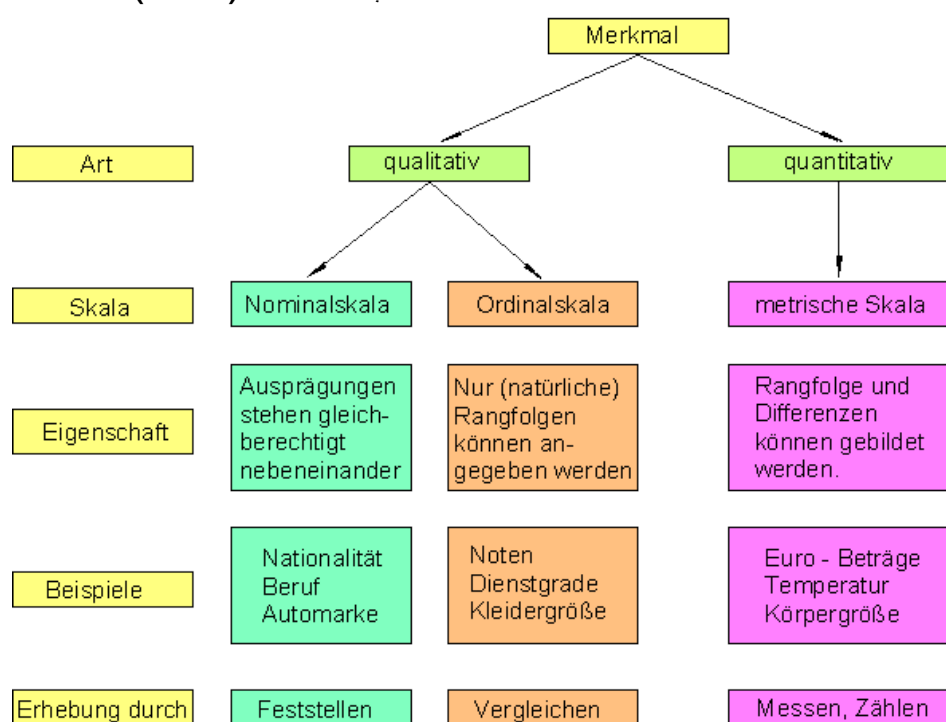 Merkmal
Art
qualitativ
quantitativ
Skala
Nominalskala
Ordinalskala
metrische Skala
Eigenschaft
Ausprägungen
stehen gleich-
berechtigt
nebeneinander
Nur (natürliche)
Rangfolgen
können an-
gegeben werden
Rangfolge und
Differenzen
können gebildet
werden.
Beispiele
Nationalität
Beruf
Automarke
Noten
Dienstgrade
Kleidergröße
Euro - Beträge
Temperatur
Körpergröße
Erhebung durch
Feststellen
Vergleichen
Messen, Zählen